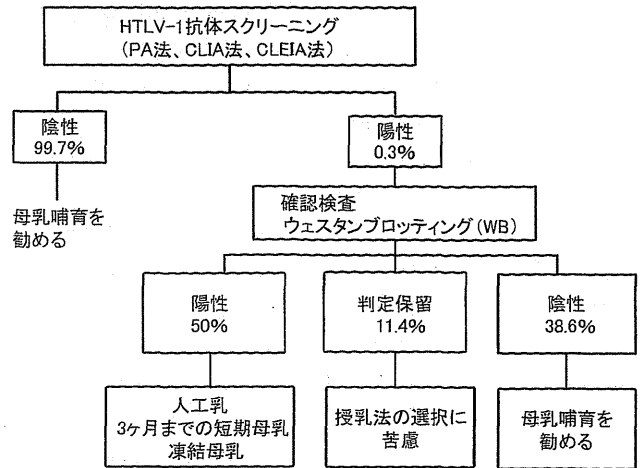 HTLV-1抗体スクリーニング
(PA法、CLIA法、CLEIA法)
陰性
99.7%
陽性
0.3%
母乳哺育を
勧める
確認検査
ウェスタンブロッティング(WB)
陽性
50%
判定保留
11.4%
陰性
38.6%
人工乳
3ヶ月までの短期母乳
凍結母乳
授乳法の選択に
苦慮
母乳哺育を
勧める